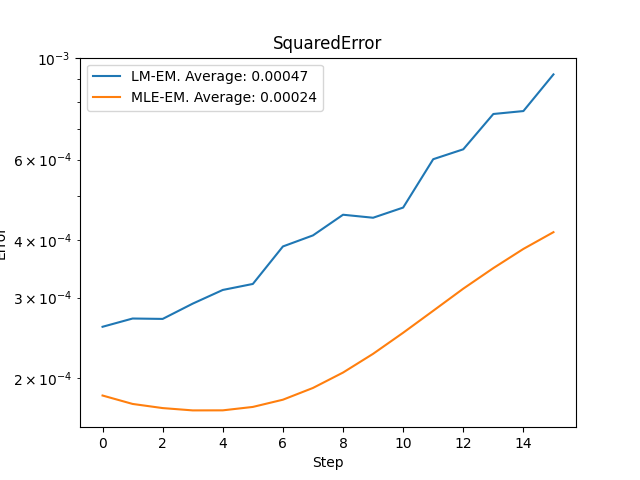 SquaredError
LM-EM. Average: 0.00047
MLE-EM. Average: 0.00024
10⁻³
6 × 10⁻⁴
4 × 10⁻⁴
3 × 10⁻⁴
2 × 10⁻⁴
Error
0 2 4 6 8 10 12 14
Step